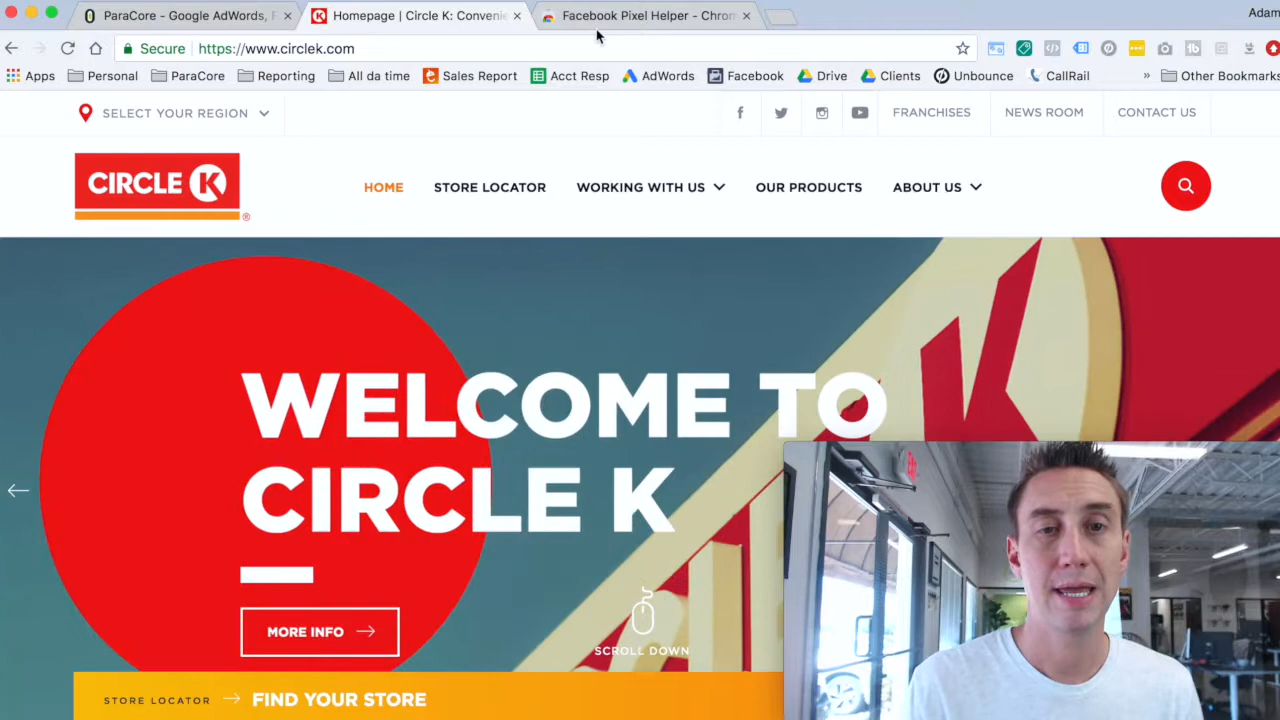 ParaCore - Google AdWords, F
Homepage | Circle K: Convenie
Facebook Pixel Helper - Chrom
Adam
Secure
https://www.circlek.com
Apps
Personal
ParaCore
Reporting
All da time
Sales Report
Acct Resp
AdWords
Facebook
Drive
Clients
Unbounce
CallRail
»
Other Bookmarks
SELECT YOUR REGION
FRANCHISES
NEWS ROOM
CONTACT US
CIRCLE K
®
HOME
STORE LOCATOR
WORKING WITH US
OUR PRODUCTS
ABOUT US
WELCOME TO
CIRCLE K
MORE INFO
SCROLL DOWN
STORE LOCATOR
FIND YOUR STORE